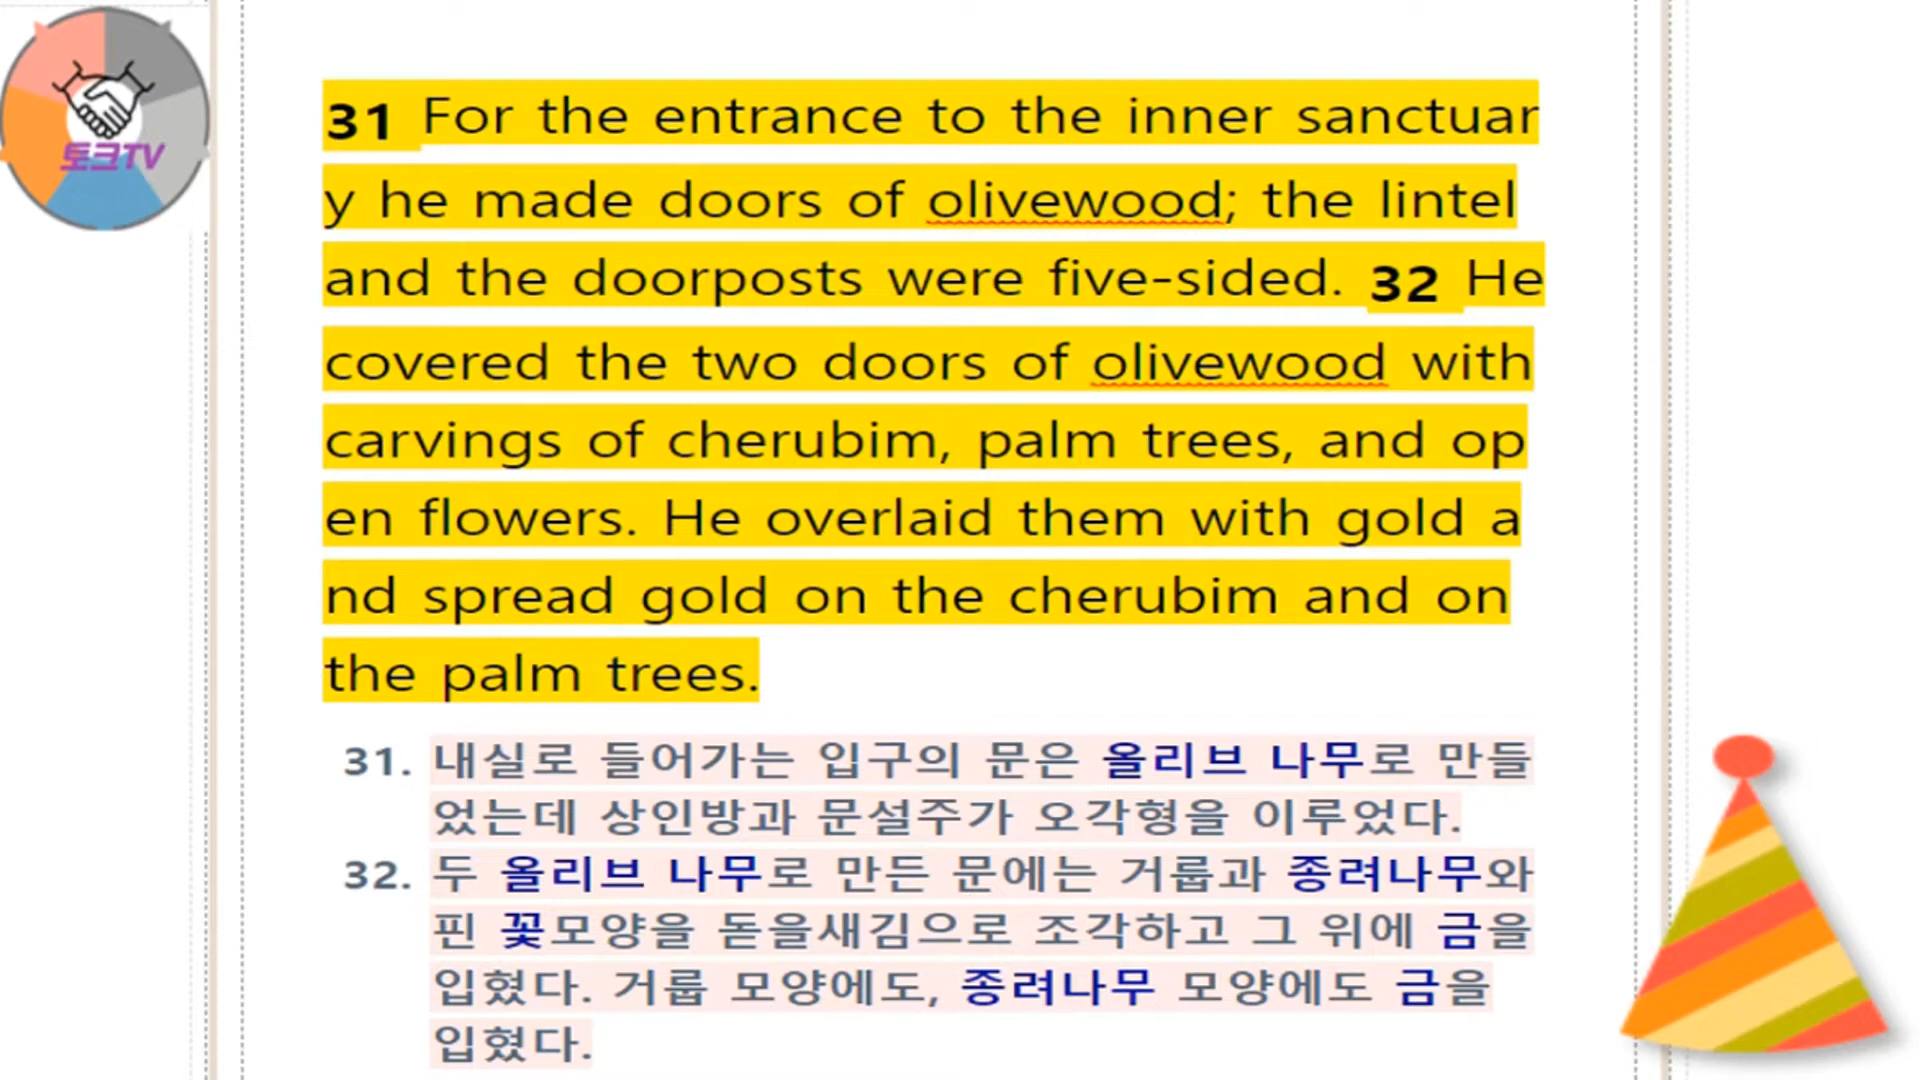 토크TV
31 For the entrance to the inner sanctuar
y he made doors of olivewood; the lintel
and the doorposts were five-sided. 32 He
covered the two doors of olivewood with
carvings of cherubim, palm trees, and op
en flowers. He overlaid them with gold a
nd spread gold on the cherubim and on
the palm trees.
31. 내실로 들어가는 입구의 문은 올리브 나무로 만들
었는데 상인방과 문설주가 오각형을 이루었다.
32. 두 올리브 나무로 만든 문에는 거룹과 종려나무와
핀 꽃모양을 돋을새김으로 조각하고 그 위에 금을
입혔다. 거룹 모양에도, 종려나무 모양에도 금을
입혔다.